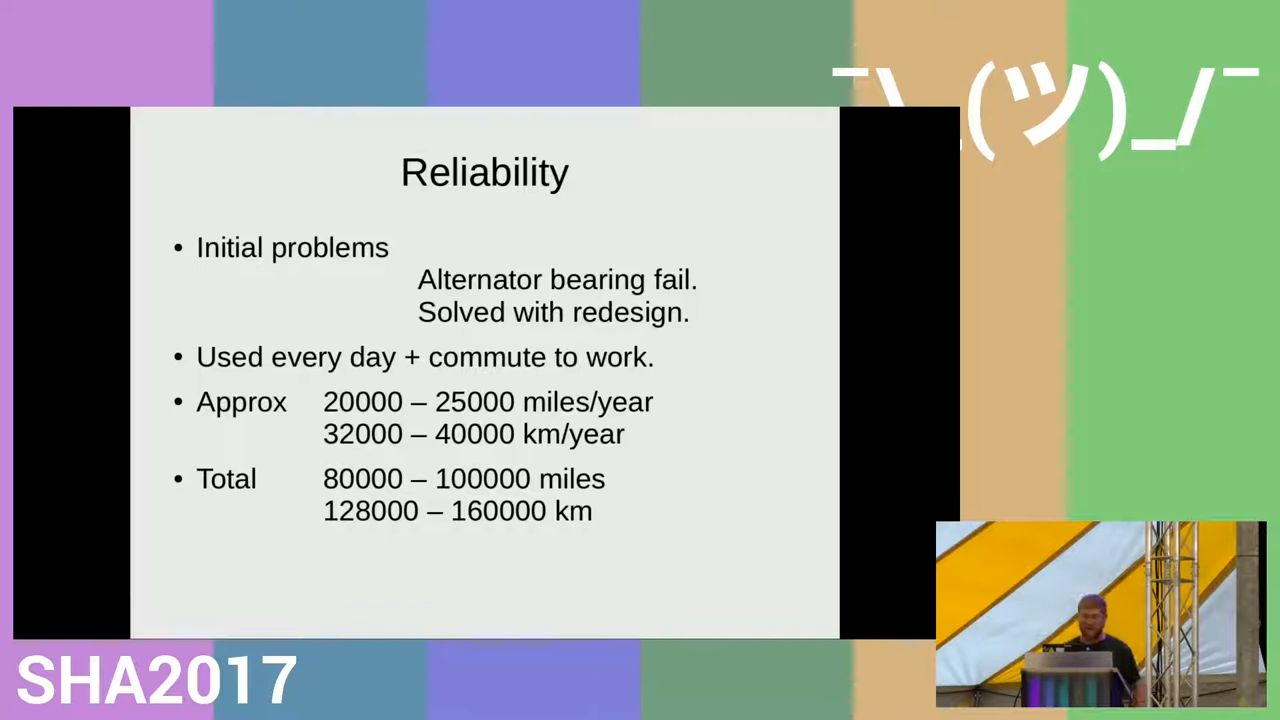 ¯\_(ツ)_/¯
Reliability
• Initial problems
Alternator bearing fail.
Solved with redesign.
• Used every day + commute to work.
• Approx 20000 – 25000 miles/year
32000 – 40000 km/year
• Total 80000 – 100000 miles
128000 – 160000 km
SHA2017